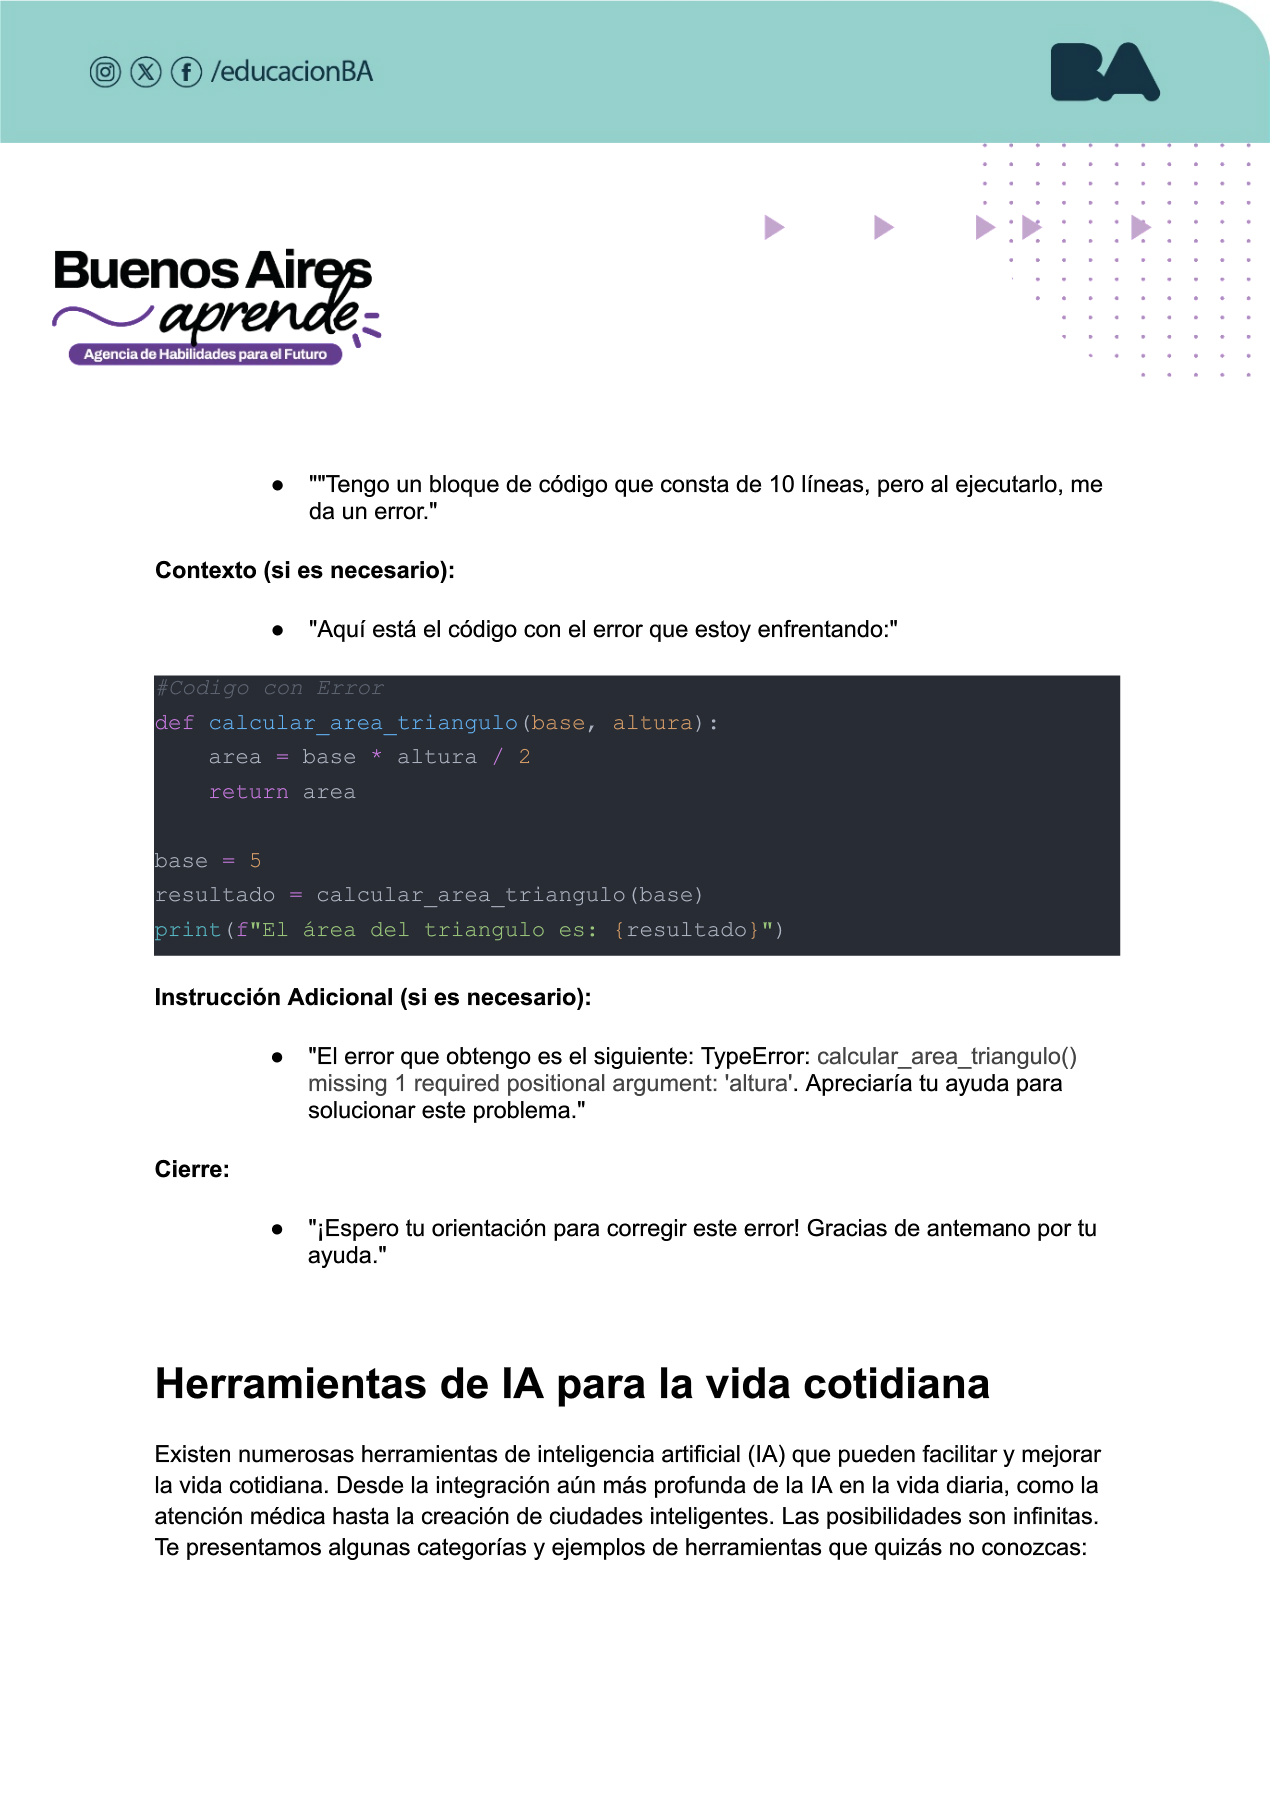 /educacionBA
BA
Buenos Aires
aprende
Agencia de Habilidades para el Futuro
● ""Tengo un bloque de código que consta de 10 líneas, pero al ejecutarlo, me
da un error."
Contexto (si es necesario):
● "Aquí está el código con el error que estoy enfrentando:"
#Codigo con Error
def calcular_area_triangulo(base, altura):
    area = base * altura / 2
    return area
base = 5
resultado = calcular_area_triangulo(base)
print(f"El área del triangulo es: {resultado}")
Instrucción Adicional (si es necesario):
● "El error que obtengo es el siguiente: TypeError: calcular_area_triangulo()
missing 1 required positional argument: 'altura'. Apreciaría tu ayuda para
solucionar este problema."
Cierre:
● "¡Espero tu orientación para corregir este error! Gracias de antemano por tu
ayuda."
Herramientas de IA para la vida cotidiana
Existen numerosas herramientas de inteligencia artificial (IA) que pueden facilitar y mejorar
la vida cotidiana. Desde la integración aún más profunda de la IA en la vida diaria, como la
atención médica hasta la creación de ciudades inteligentes. Las posibilidades son infinitas.
Te presentamos algunas categorías y ejemplos de herramientas que quizás no conozcas: